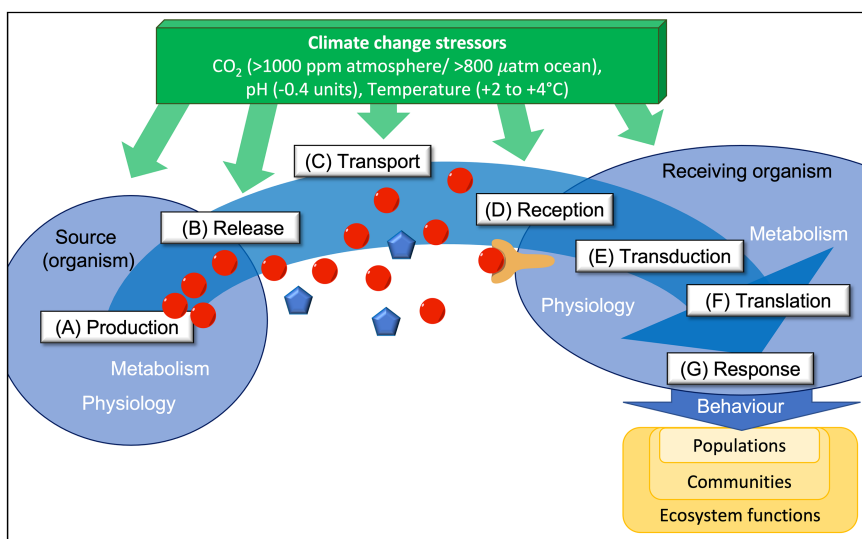 Climate change stressors
CO₂ (>1000 ppm atmosphere/ >800 µatm ocean),
pH (-0.4 units), Temperature (+2 to +4°C)
(C) Transport
Receiving organism
(D) Reception
(B) Release
Source
(organism)
Metabolism
(E) Transduction
Physiology
(F) Translation
(A) Production
Metabolism
Physiology
(G) Response
Behaviour
Populations
Communities
Ecosystem functions